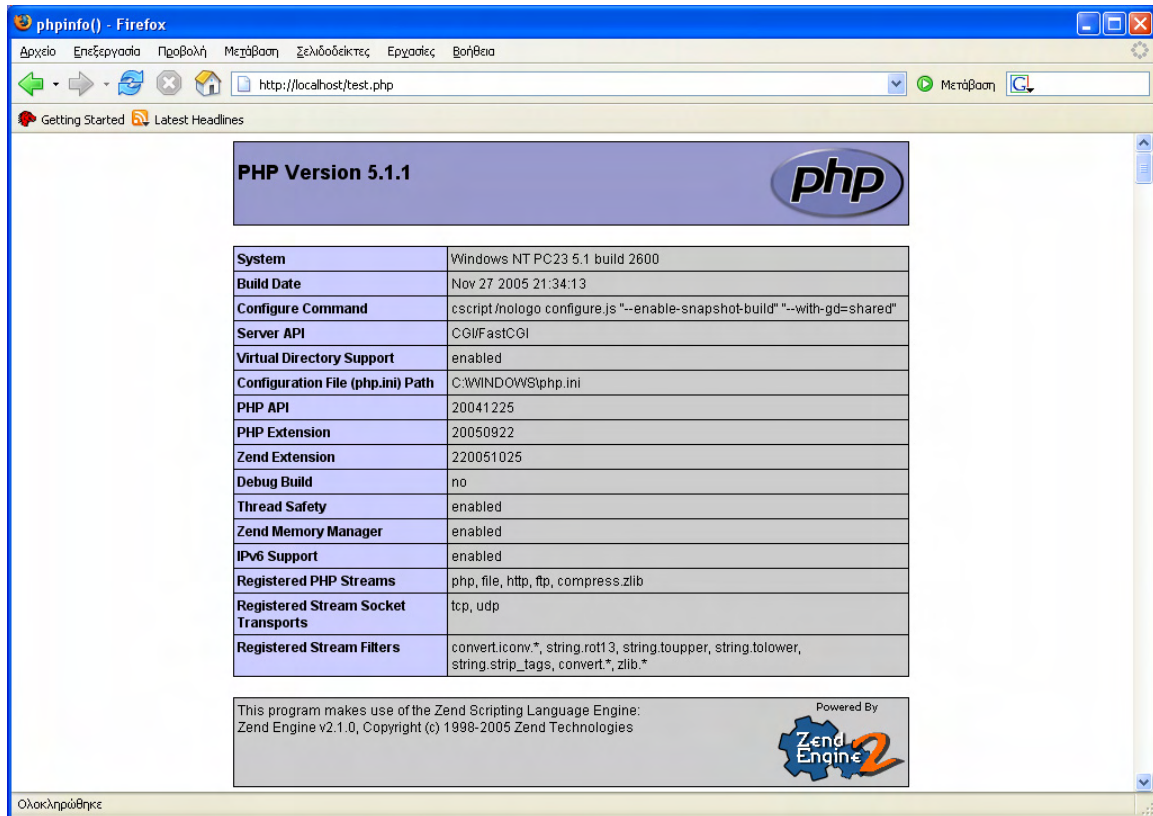 phpinfo() - Firefox
Αρχείο Επεξεργασία Προβολή Μετάβαση Σελιδοδείκτες Εργασίες Βοήθεια
http://localhost/test.php Μετάβαση G
Getting Started Latest Headlines
PHP Version 5.1.1 php
System Windows NT PC23 5.1 build 2600
Build Date Nov 27 2005 21:34:13
Configure Command cscript /nologo configure.js "--enable-snapshot-build" "--with-gd=shared"
Server API CGI/FastCGI
Virtual Directory Support enabled
Configuration File (php.ini) Path C:\WINDOWS\php.ini
PHP API 20041225
PHP Extension 20050922
Zend Extension 220051025
Debug Build no
Thread Safety enabled
Zend Memory Manager enabled
IPv6 Support enabled
Registered PHP Streams php, file, http, ftp, compress.zlib
Registered Stream Socket Transports tcp, udp
Registered Stream Filters convert.iconv.*, string.rot13, string.toupper, string.tolower,
string.strip_tags, convert.*, zlib.*
This program makes use of the Zend Scripting Language Engine:
Zend Engine v2.1.0, Copyright (c) 1998-2005 Zend Technologies
Powered By
Zend
Engine 2
Ολοκληρώθηκε